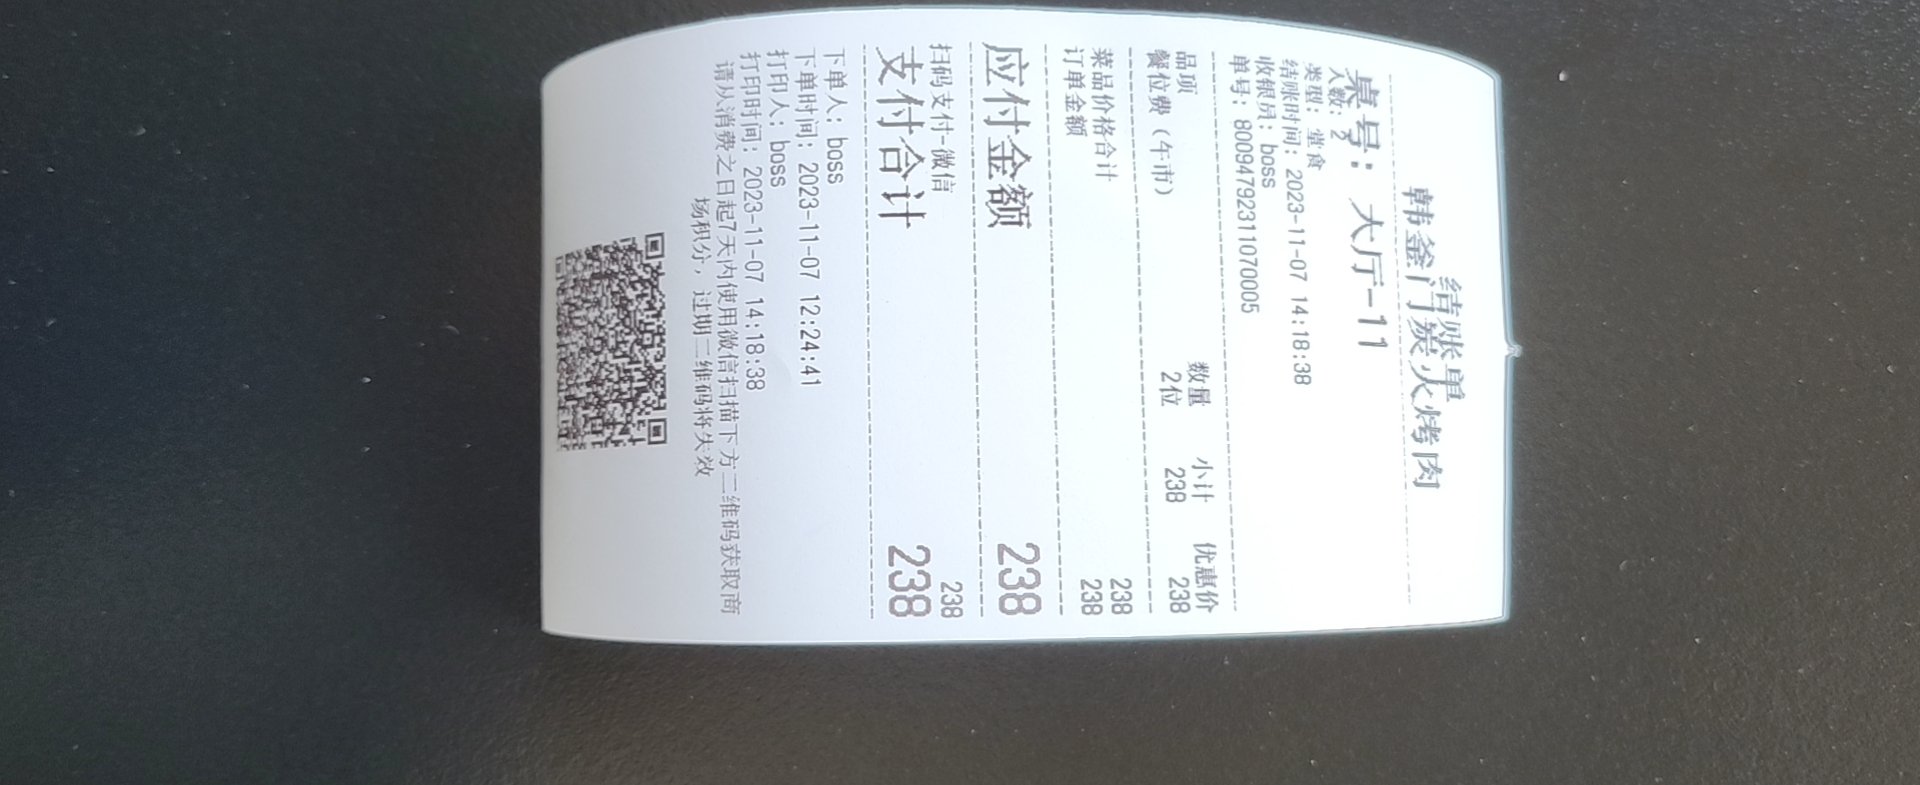 结账单
韩釜门炭火烤肉
桌号：大厅-11
人数：2
类型：堂食
结账时间：2023-11-07 14:18:38
收银员：boss
单号：8009479231107​0005
品项 数量 小计 优惠价
餐位费（午市） 2位 238 238
菜品价格合计 238
订单金额 238
应付金额 238
扫码支付-微信 238
支付合计 238
下单人：boss
下单时间：2023-11-07 12:24:41
打印人：boss
打印时间：2023-11-07 14:18:38
请从消费之日起7天内使用微信扫描下方二维码获取商
场积分，过期二维码将失效